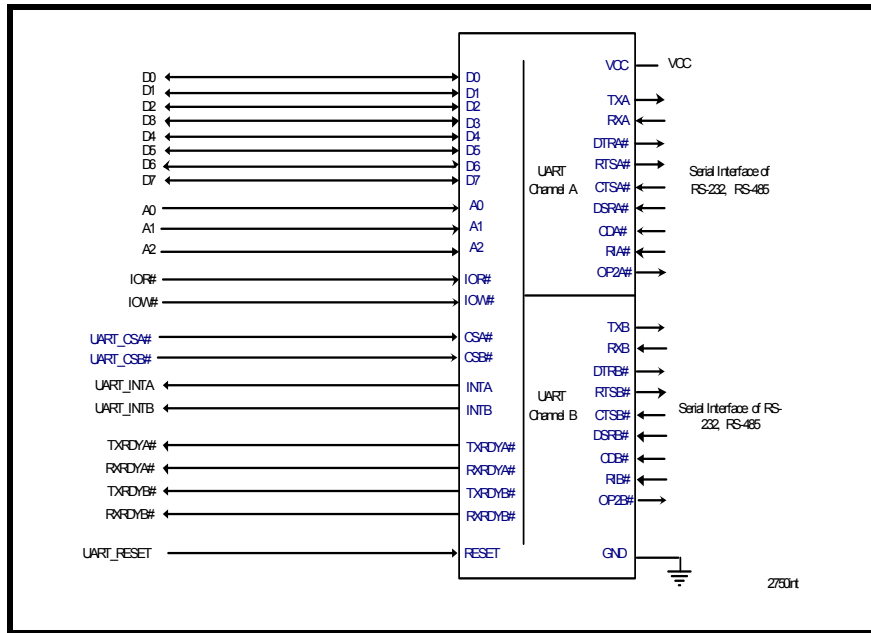 D0 D0
D1 D1
D2 D2
D3 D3
D4 D4
D5 D5
D6 D6
D7 D7
A0 A0
A1 A1
A2 A2
IOR# IOR#
IOW# IOW#
UART_CSA# CSA#
UART_CSB# CSB#
UART_INTA INTA
UART_INTB INTB
TXRDYA# TXRDYA#
RXRDYA# RXRDYA#
TXRDYB# TXRDYB#
RXRDYB# RXRDYB#
UART_RESET RESET
UART
Channel A
UART
Channel B
VCC VCC
TXA
RXA
DTRA#
RTSA#
CTSA#
DSRA#
CDA#
RIA#
OP2A#
Serial Interface of
RS-232, RS-485
TXB
RXB
DTRB#
RTSB#
CTSB#
DSRB#
CDB#
RIB#
OP2B#
Serial Interface of RS-
232, RS-485
GND
2750int